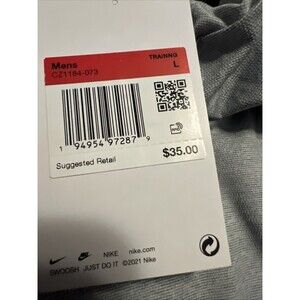 Mens TRAINNG
CZ1184-073 L
1 94954 97287 9
Suggested Retail $35.00
NIKE nike.com
SWOOSH JUST DO IT ©2021 Nike